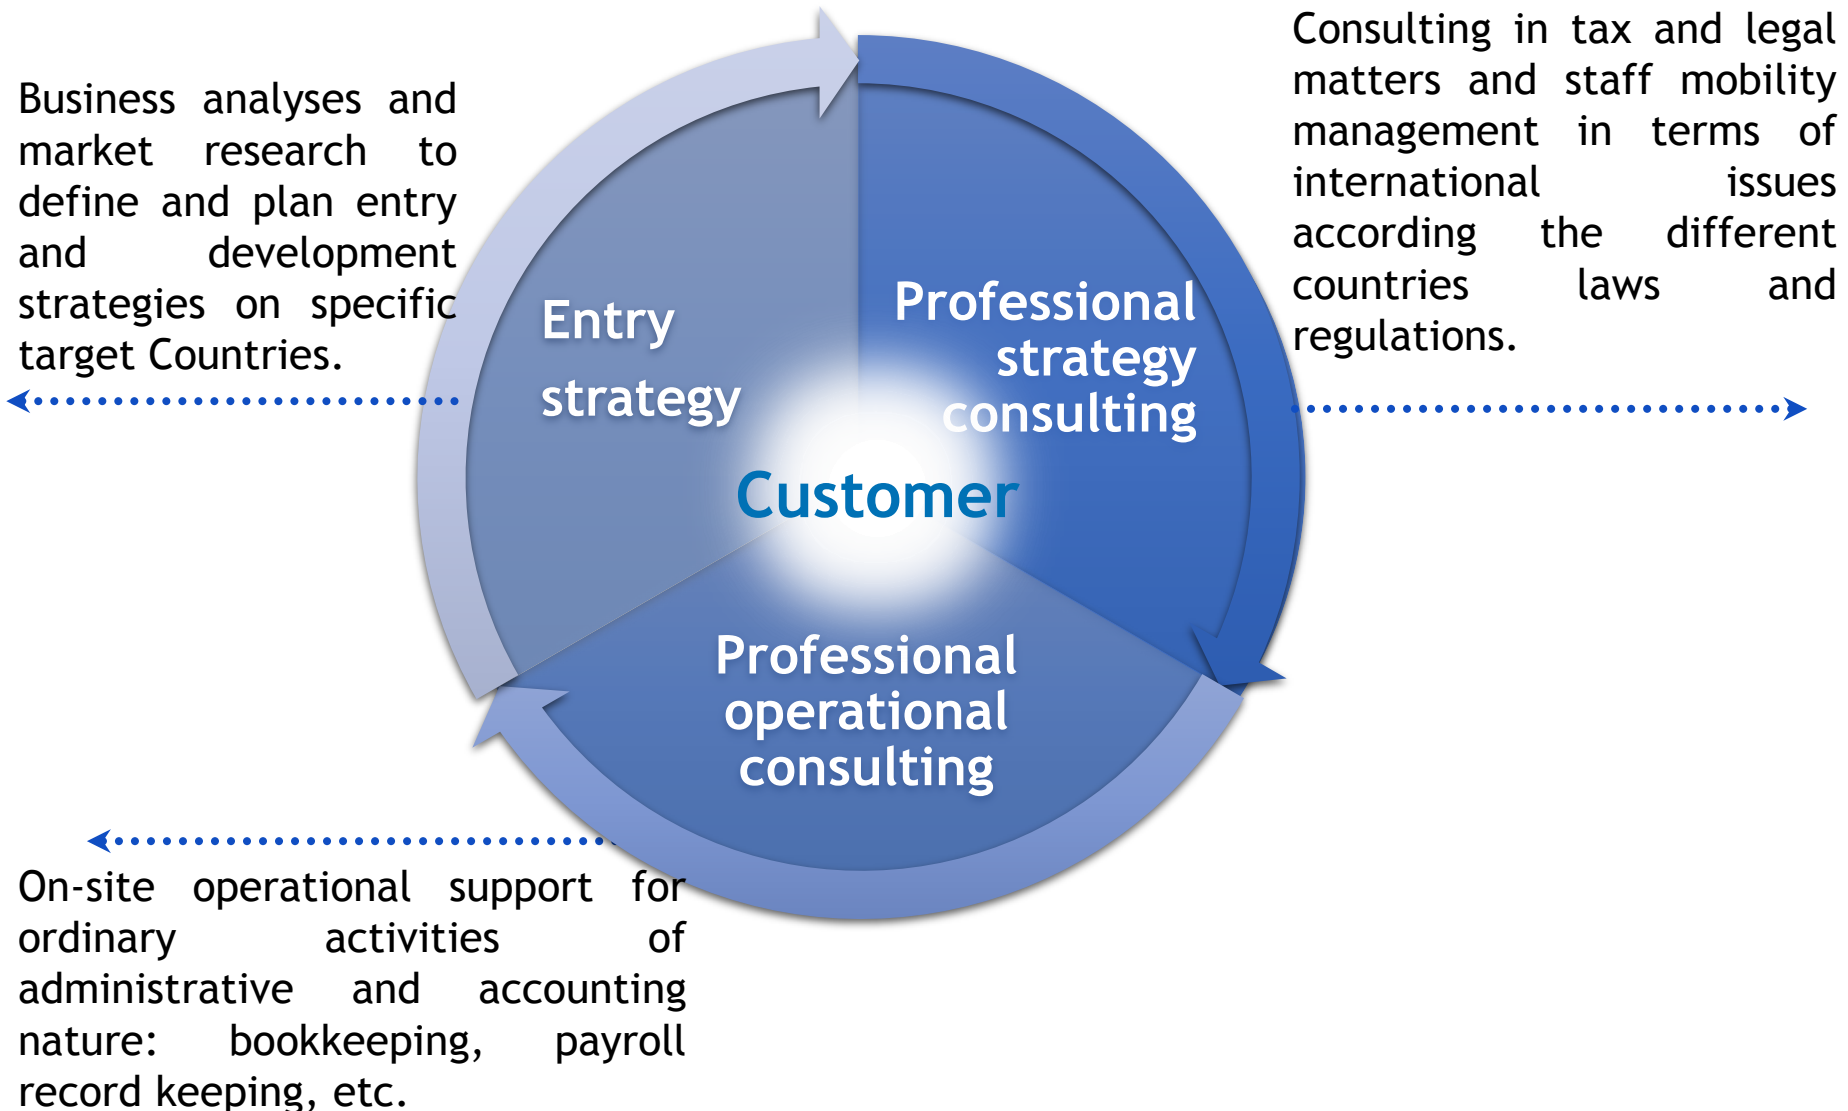 Business analyses and
market research to
define and plan entry
and development
strategies on specific
target Countries.
Consulting in tax and legal
matters and staff mobility
management in terms of
international issues
according the different
countries laws and
regulations.
Entry
strategy
Professional
strategy
consulting
Customer
Professional
operational
consulting
On-site operational support for
ordinary activities of
administrative and accounting
nature: bookkeeping, payroll
record keeping, etc.